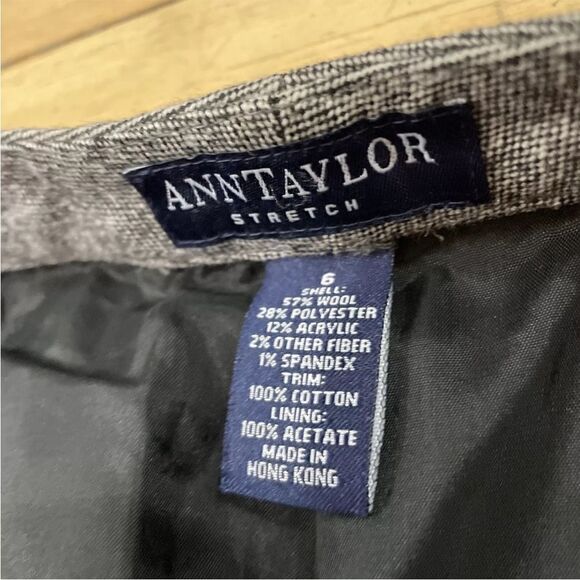 ANNTAYLOR
STRETCH
6
SHELL:
57% WOOL
28% POLYESTER
12% ACRYLIC
2% OTHER FIBER
1% SPANDEX
TRIM:
100% COTTON
LINING:
100% ACETATE
MADE IN
HONG KONG